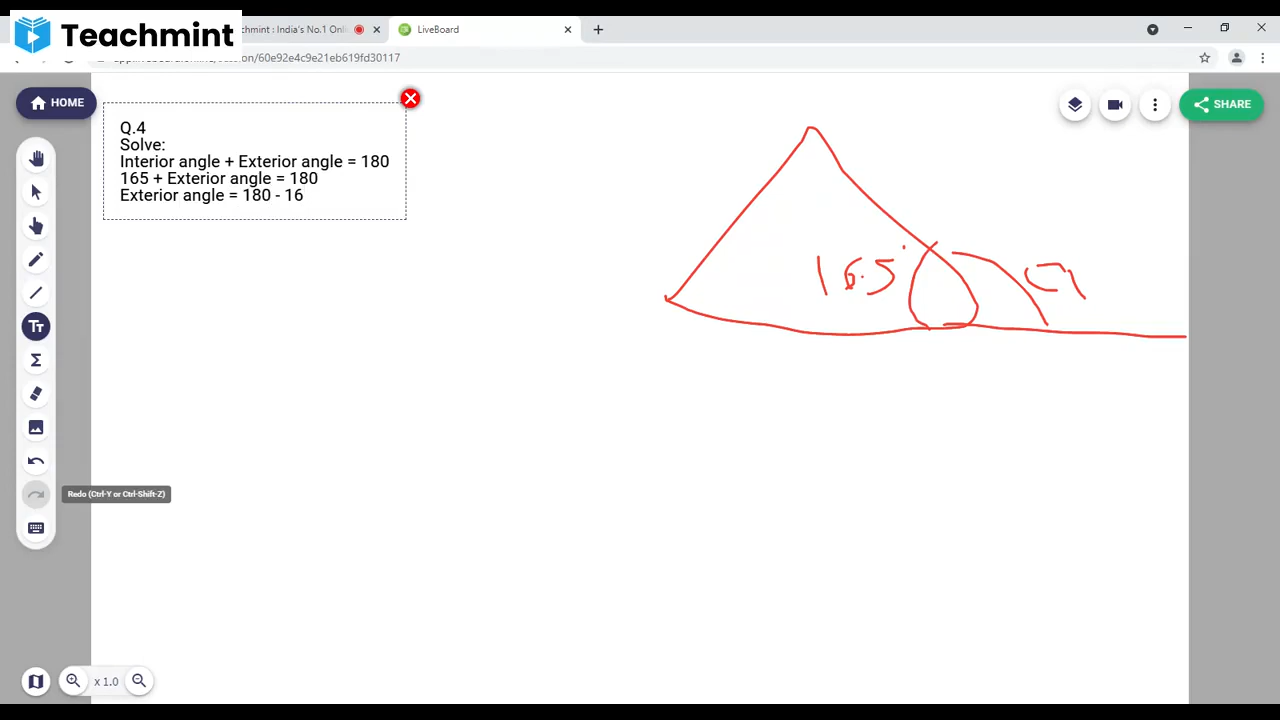 Teachmint
chmint : India's No.1 Onli
LiveBoard
/60e92e4c9e21eb619fd30117
HOME
SHARE
Q.4
Solve:
Interior angle + Exterior angle = 180
165 + Exterior angle = 180
Exterior angle = 180 - 16
165°
Redo (Ctrl-Y or Ctrl-Shift-Z)
x 1.0